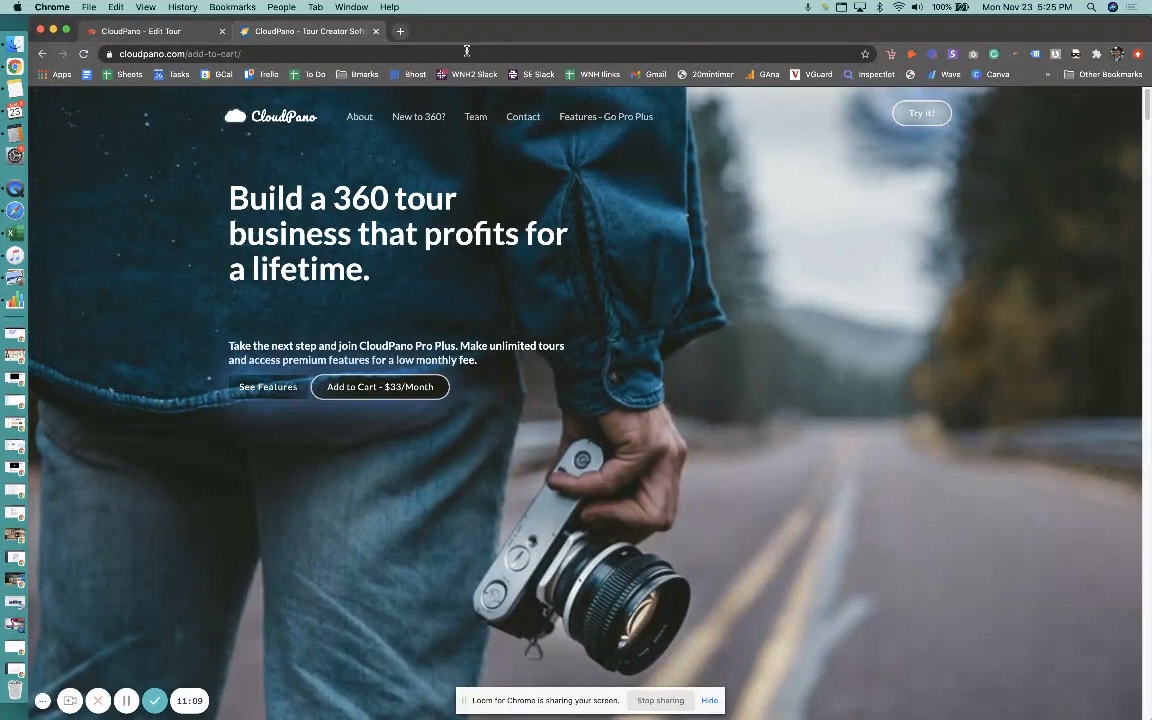 Chrome File Edit View History Bookmarks People Tab Window Help 100% Mon Nov 23 6:25 PM
CloudPano - Edit Tour CloudPano - Tour Creator Soft
cloudpano.com/add-to-cart/
Apps Sheets Tasks GCal Trello To Do Bmarks Bhost WNH2 Slack SE Slack WNH llinks Gmail 20mintimer GAna VGuard Inspectlet Wave Canva » Other Bookmarks
CloudPano About New to 360? Team Contact Features - Go Pro Plus Try it!
Build a 360 tour
business that profits for
a lifetime.
Take the next step and join CloudPano Pro Plus. Make unlimited tours
and access premium features for a low monthly fee.
See Features Add to Cart - $33/Month
11:09 Loom for Chrome is sharing your screen. Stop sharing Hide